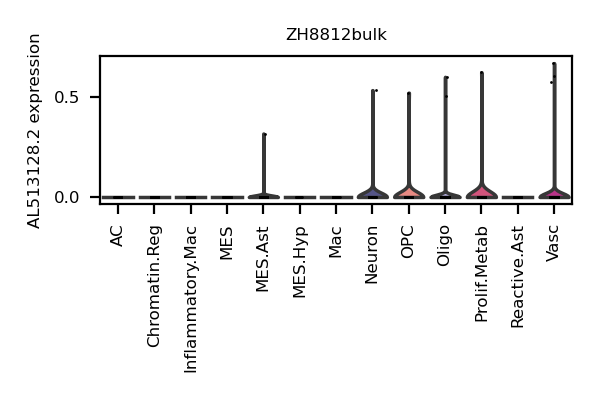 ZH8812bulk
AL513128.2 expression
0.5
0.0
AC
Chromatin.Reg
Inflammatory.Mac
MES
MES.Ast
MES.Hyp
Mac
Neuron
OPC
Oligo
Prolif.Metab
Reactive.Ast
Vasc